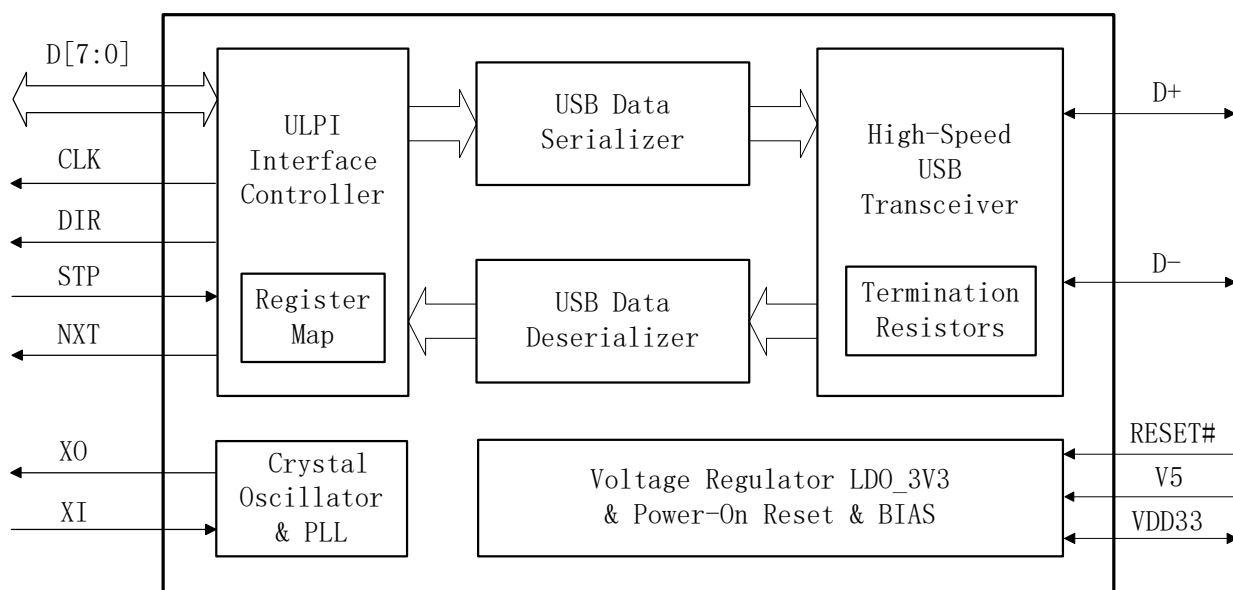 D[7:0]
CLK
DIR
STP
NXT
XO
XI
ULPI
Interface
Controller
Register
Map
USB Data
Serializer
USB Data
Deserializer
High-Speed
USB
Transceiver
Termination
Resistors
D+
D-
Crystal
Oscillator
& PLL
Voltage Regulator LDO_3V3
& Power-On Reset & BIAS
RESET#
V5
VDD33